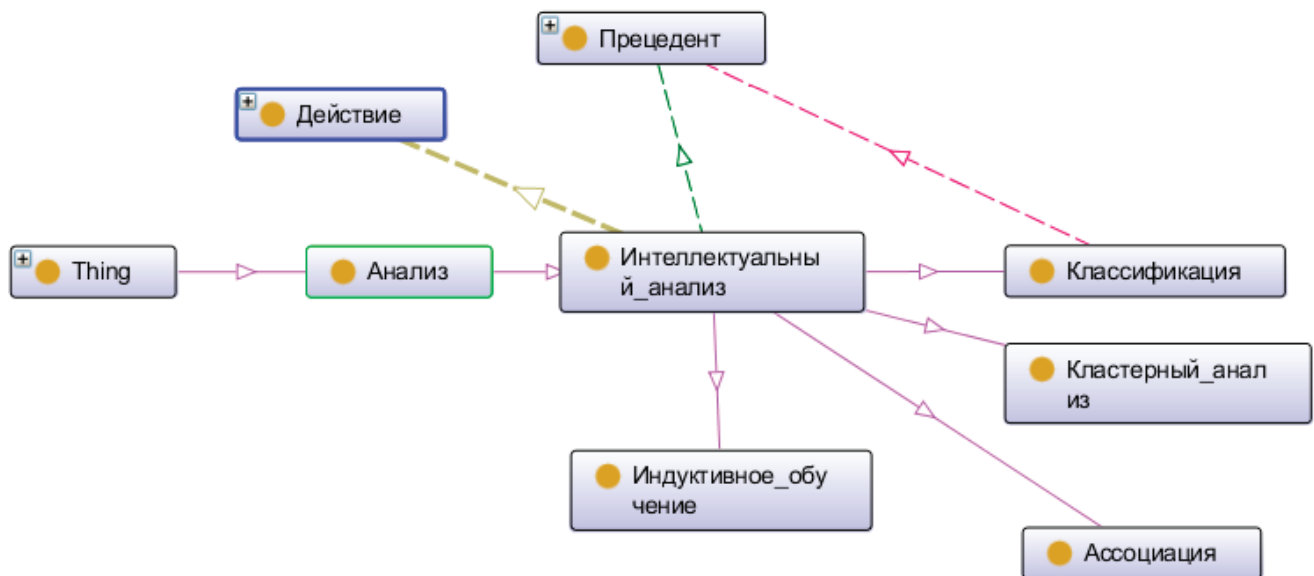 Прецедент
Действие
Thing
Анализ
Интеллектуальны
й_анализ
Классификация
Кластерный_анал
из
Индуктивное_обу
чение
Ассоциация